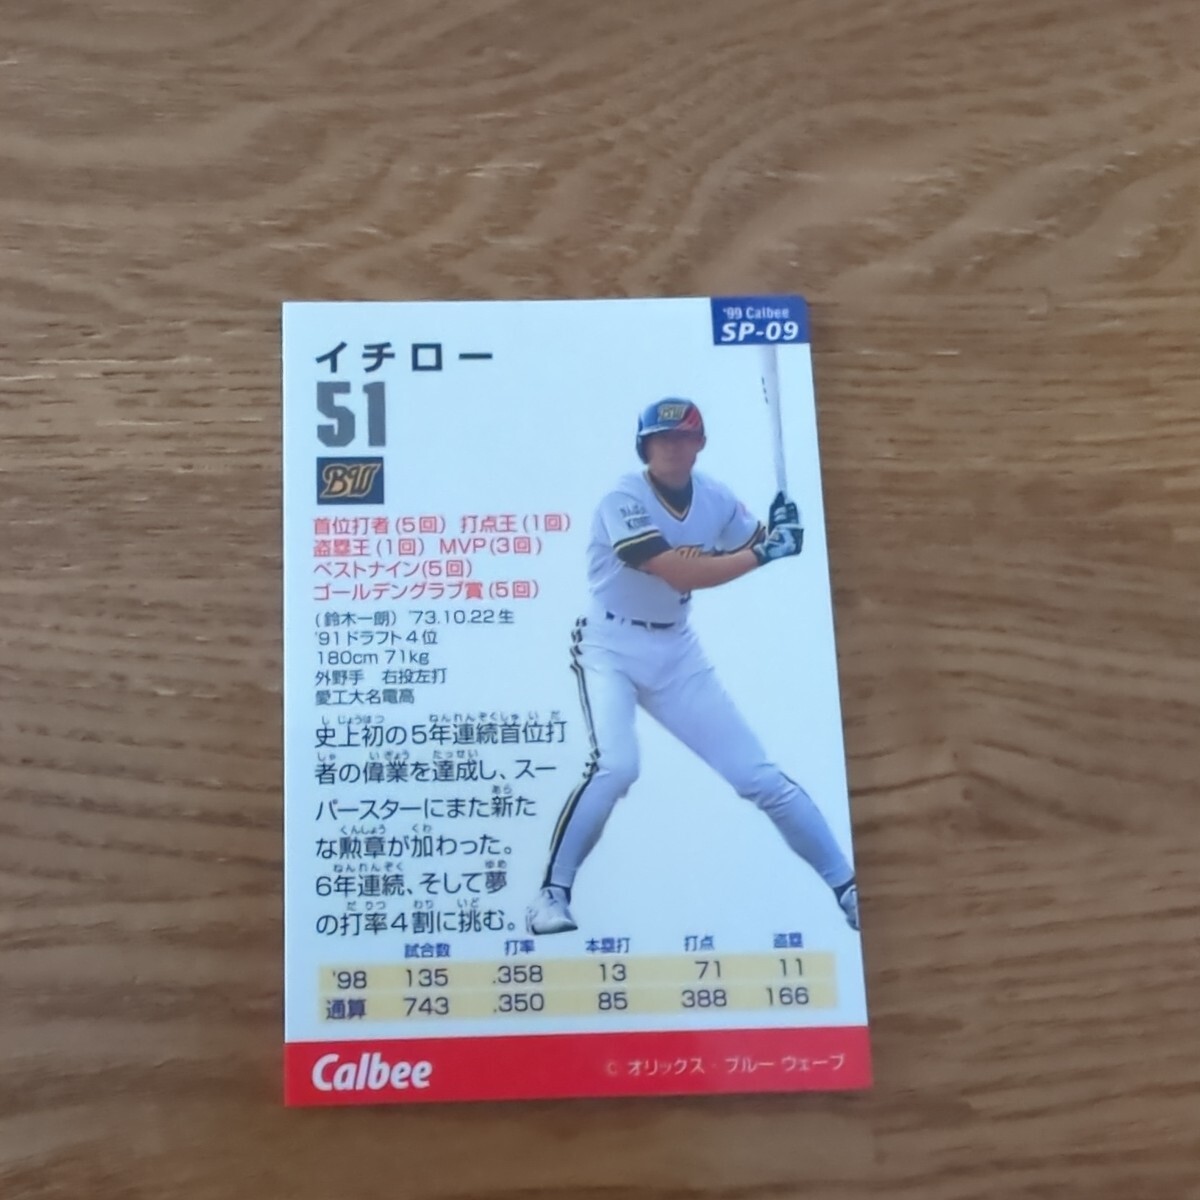 '99 Calbee
SP-09
イチロー
51
BW
首位打者(5回) 打点王(1回)
盗塁王(1回) MVP(3回)
ベストナイン(5回)
ゴールデングラブ賞(5回)
(鈴木一朗) '73.10.22生
'91ドラフト4位
180cm 71kg
外野手 右投左打
愛工大名電高
史上初の5年連続首位打
者の偉業を達成し、スー
パースターにまた新た
な勲章が加わった。
6年連続、そして夢
の打率4割に挑む。
試合数 打率 本塁打 打点 盗塁
'98 135 .358 13 71 11
通算 743 .350 85 388 166
Calbee
© オリックス・ブルーウェーブ